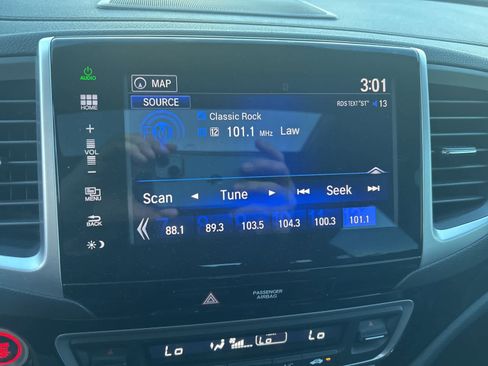 AUDIO
MAP
3:01
HOME
SOURCE
RDS TEXT "ST" 13
Classic Rock
12 101.1 MHz Law
+
VOL
−
Scan Tune Seek
MENU
88.1 89.3 103.5 104.3 100.3 101.1
BACK
PASSENGER
AIRBAG
Lo Lo Lo